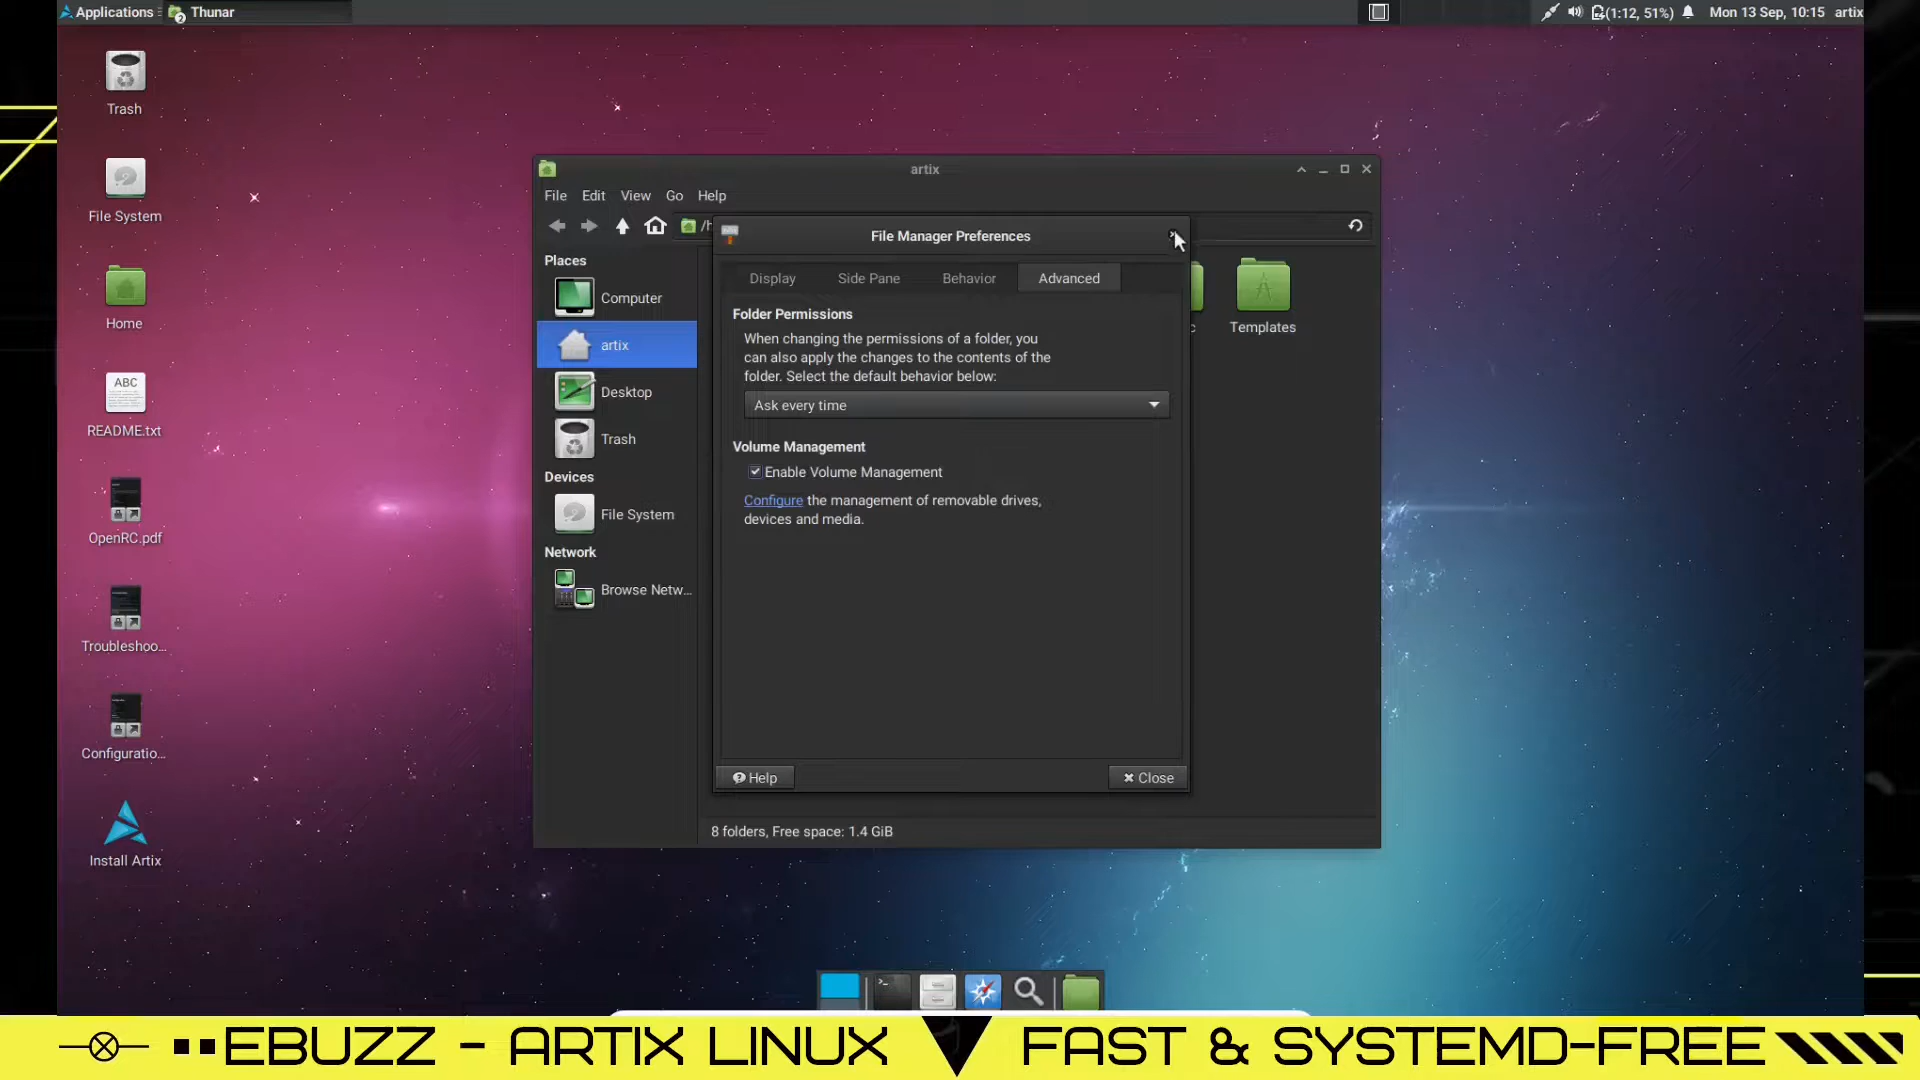 Applications
Thunar
(1:12, 51%)
Mon 13 Sep, 10:15
artix
Trash
File System
Home
ABC
README.txt
OpenRC.pdf
Troubleshoo...
Configuratio...
Install Artix
artix
File Edit View Go Help
/h
File Manager Preferences
Places
Computer
artix
Desktop
Trash
Devices
File System
Network
Browse Netw...
Display
Side Pane
Behavior
Advanced
Folder Permissions
When changing the permissions of a folder, you
can also apply the changes to the contents of the
folder. Select the default behavior below:
Ask every time
Volume Management
Enable Volume Management
Configure the management of removable drives,
devices and media.
Help
Close
c
Templates
8 folders, Free space: 1.4 GiB
EBUZZ - ARTIX LINUX
FAST & SYSTEMD-FREE